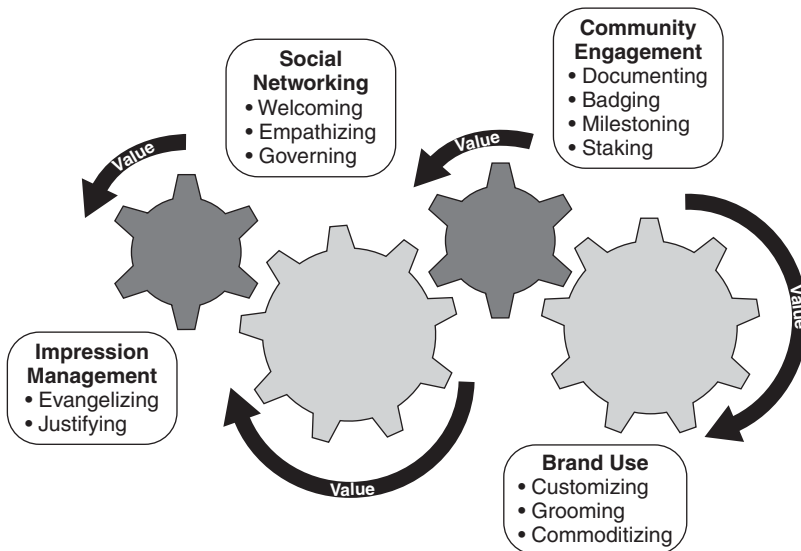 Social
Networking
• Welcoming
• Empathizing
• Governing
Community
Engagement
• Documenting
• Badging
• Milestoning
• Staking
Value
Value
Value
Impression
Management
• Evangelizing
• Justifying
Value
Brand Use
• Customizing
• Grooming
• Commoditizing